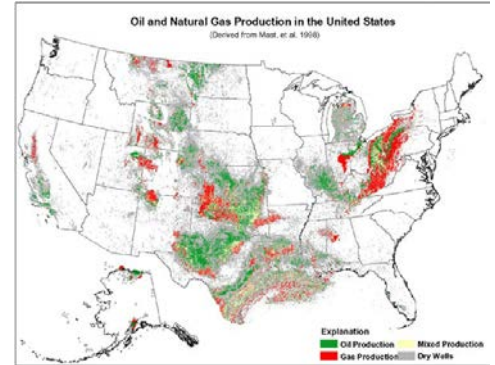 Oil and Natural Gas Production in the United States
(Derived from Mast, et al, 1998)
Explanation
Oil Production
Mixed Production
Gas Production
Dry Wells